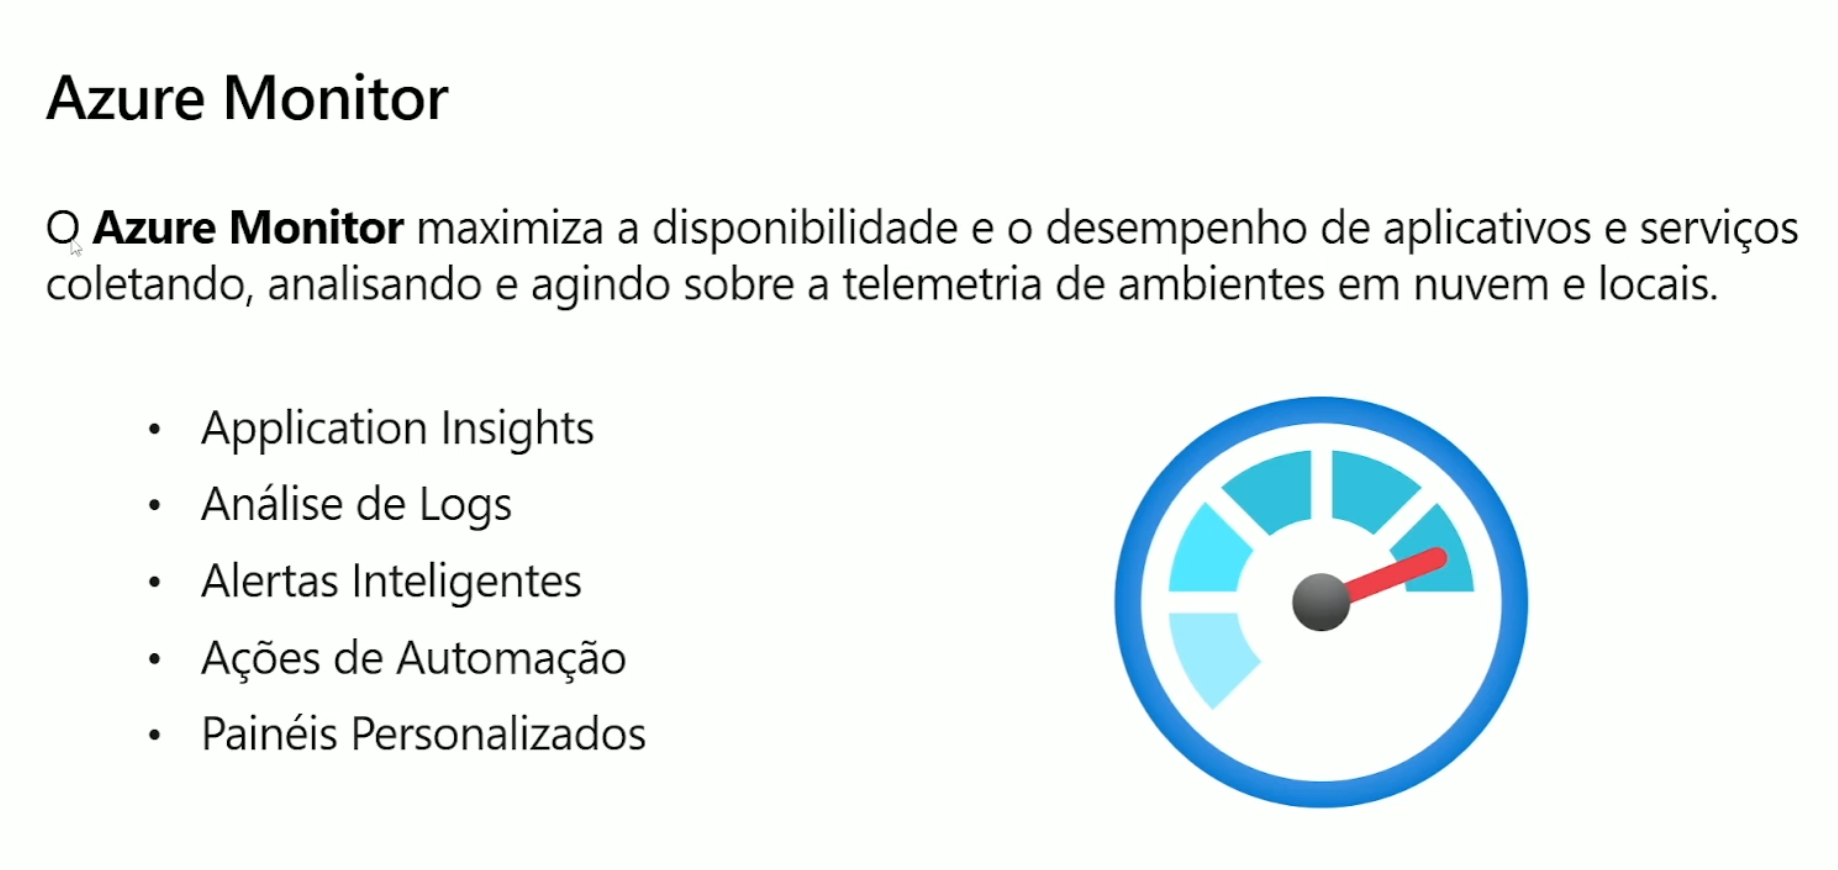 Azure Monitor
O Azure Monitor maximiza a disponibilidade e o desempenho de aplicativos e serviços
coletando, analisando e agindo sobre a telemetria de ambientes em nuvem e locais.
• Application Insights
• Análise de Logs
• Alertas Inteligentes
• Ações de Automação
• Painéis Personalizados